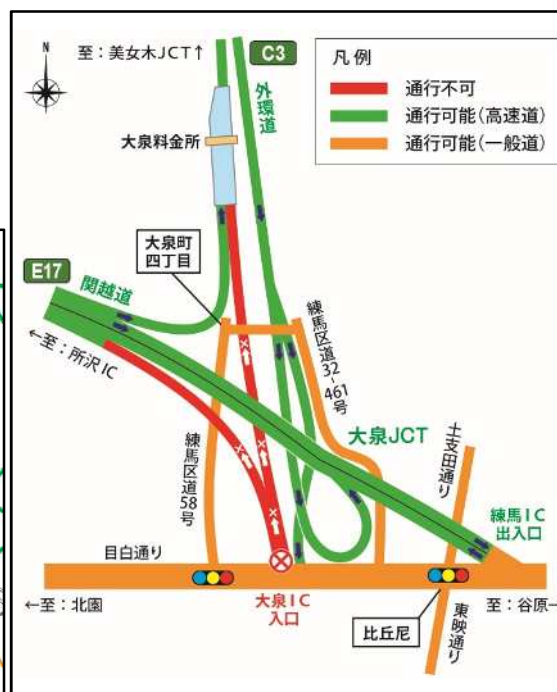 N
至：美女木JCT↑
C3
外環道
凡例
通行不可
通行可能（高速道）
通行可能（一般道）
大泉料金所
大泉町
四丁目
E17
関越道
←至：所沢IC
練馬区道
32-461号
大泉JCT
土支田通り
練馬区道58号
練馬IC
出入口
目白通り
←至：北園
大泉IC
入口
比丘尼
東映通り
至：谷原→